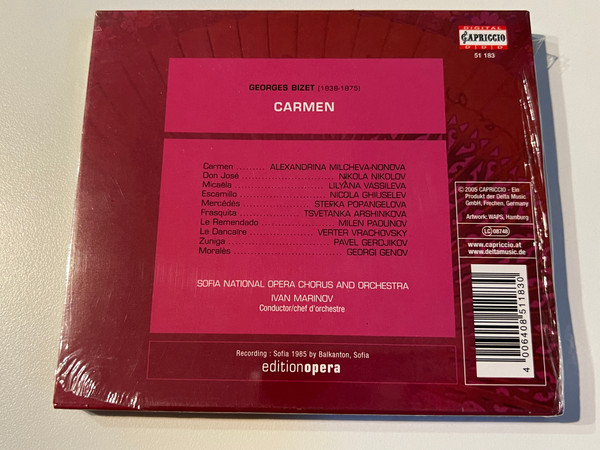 DIGITAL
CAPRICCIO
D D D
51 183
GEORGES BIZET (1838-1875)
CARMEN
Carmen .......... ALEXANDRINA MILCHEVA-NONOVA
Don José .......... NIKOLA NIKOLOV
Micaëla .......... LILYANA VASSILEVA
Escamillo .......... NICOLA GHIUSELEV
Mercédès .......... STEFKA POPANGELOVA
Frasquita .......... TSVETANKA ARSHINKOVA
Le Remendado .......... MILEN PAOUNOV
Le Dancaïre .......... VERTER VRACHOVSKY
Zuniga .......... PAVEL GERDJIKOV
Moralès .......... GEORGI GENOV
SOFIA NATIONAL OPERA CHORUS AND ORCHESTRA
IVAN MARINOV
Conductor/chef d'orchestre
Recording : Sofia 1985 by Balkanton, Sofia
editionopera
© 2005 CAPRICCIO - Ein
Produkt der Delta Music
GmbH, Frechen, Germany
Artwork: WAPS, Hamburg
LC 08748
www.capriccio.at
www.deltamusic.de
4 006408 511830